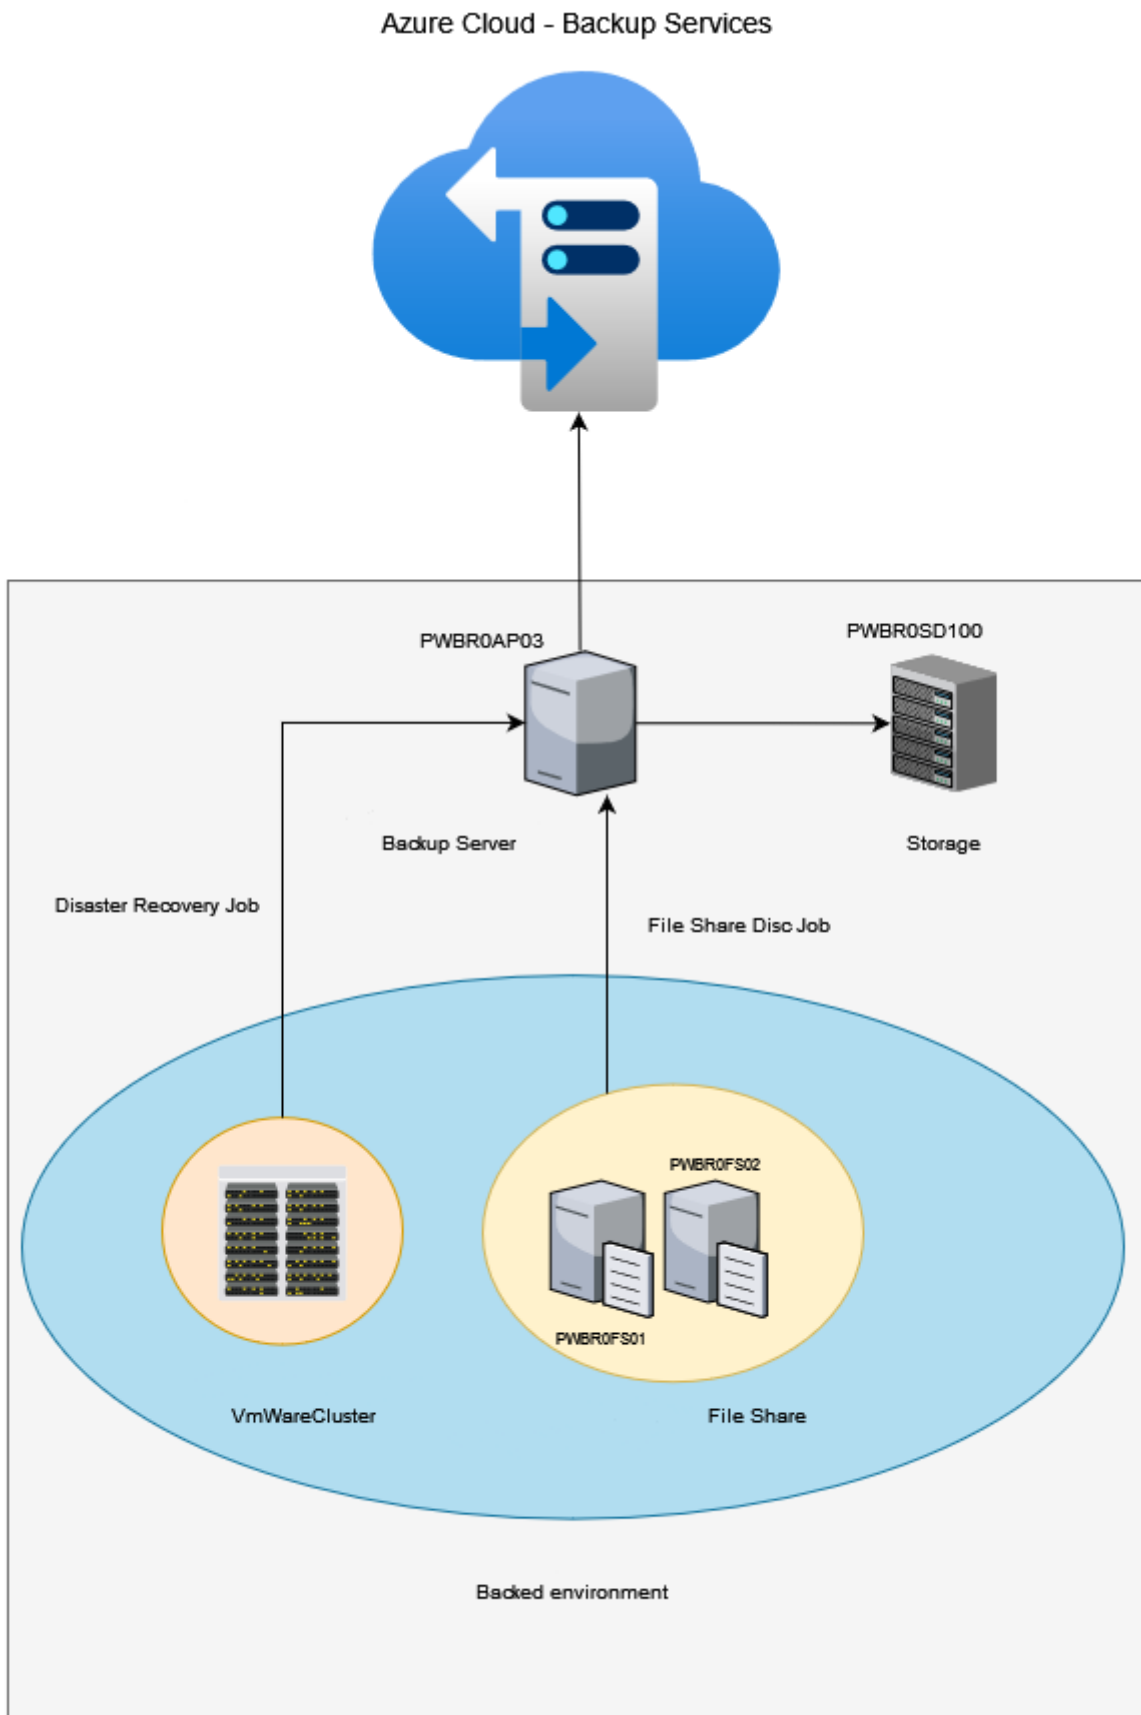 Azure Cloud - Backup Services
PWBR0AP03
PWBR0SD100
Backup Server
Storage
Disaster Recovery Job
File Share Disc Job
PWBR0FS02
PWBR0FS01
VmWareCluster
File Share
Backed environment